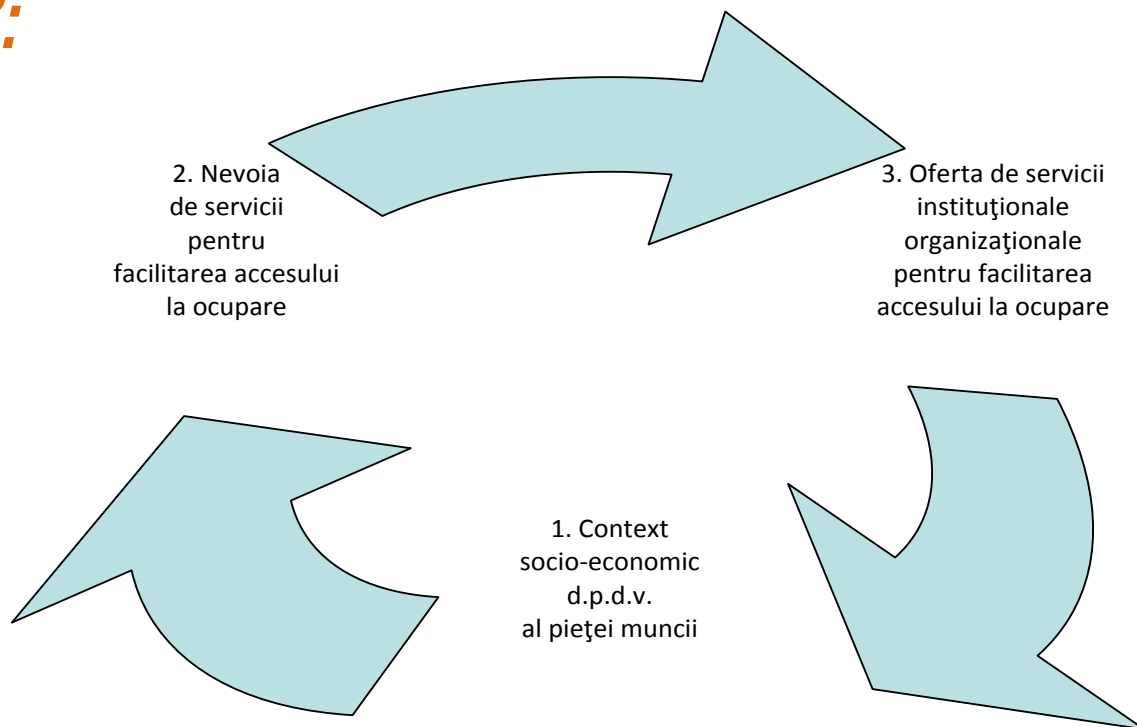 2. Nevoia
de servicii
pentru
facilitarea accesului
la ocupare
3. Oferta de servicii
instituţionale
organizaţionale
pentru facilitarea
accesului la ocupare
1. Context
socio-economic
d.p.d.v.
al pieţei muncii